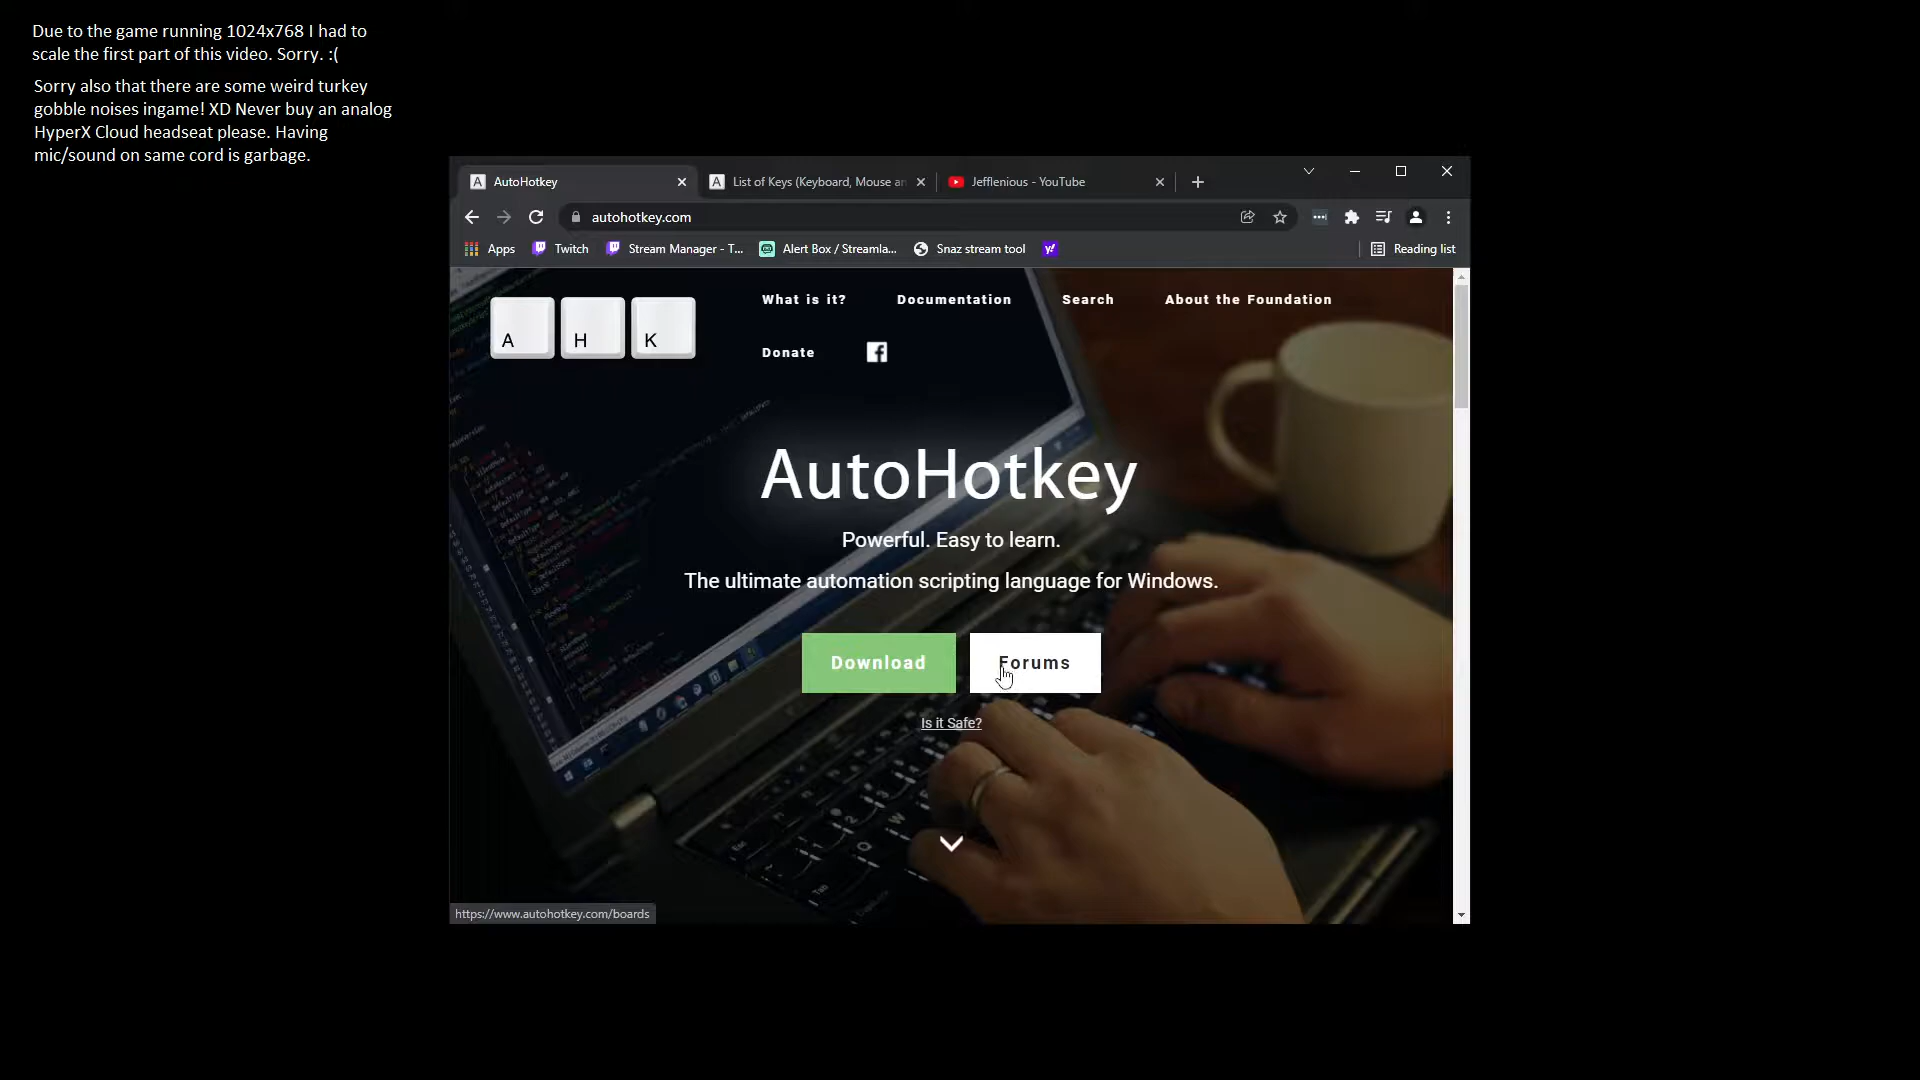 Due to the game running 1024x768 I had to
scale the first part of this video. Sorry. :(
Sorry also that there are some weird turkey
gobble noises ingame! XD Never buy an analog
HyperX Cloud headseat please. Having
mic/sound on same cord is garbage.
AutoHotkey
List of Keys (Keyboard, Mouse an
Jefflenious - YouTube
autohotkey.com
Apps
Twitch
Stream Manager - T...
Alert Box / Streamla...
Snaz stream tool
y!
Reading list
A H K
What is it?
Documentation
Search
About the Foundation
Donate
AutoHotkey
Powerful. Easy to learn.
The ultimate automation scripting language for Windows.
Download
Forums
Is it Safe?
https://www.autohotkey.com/boards